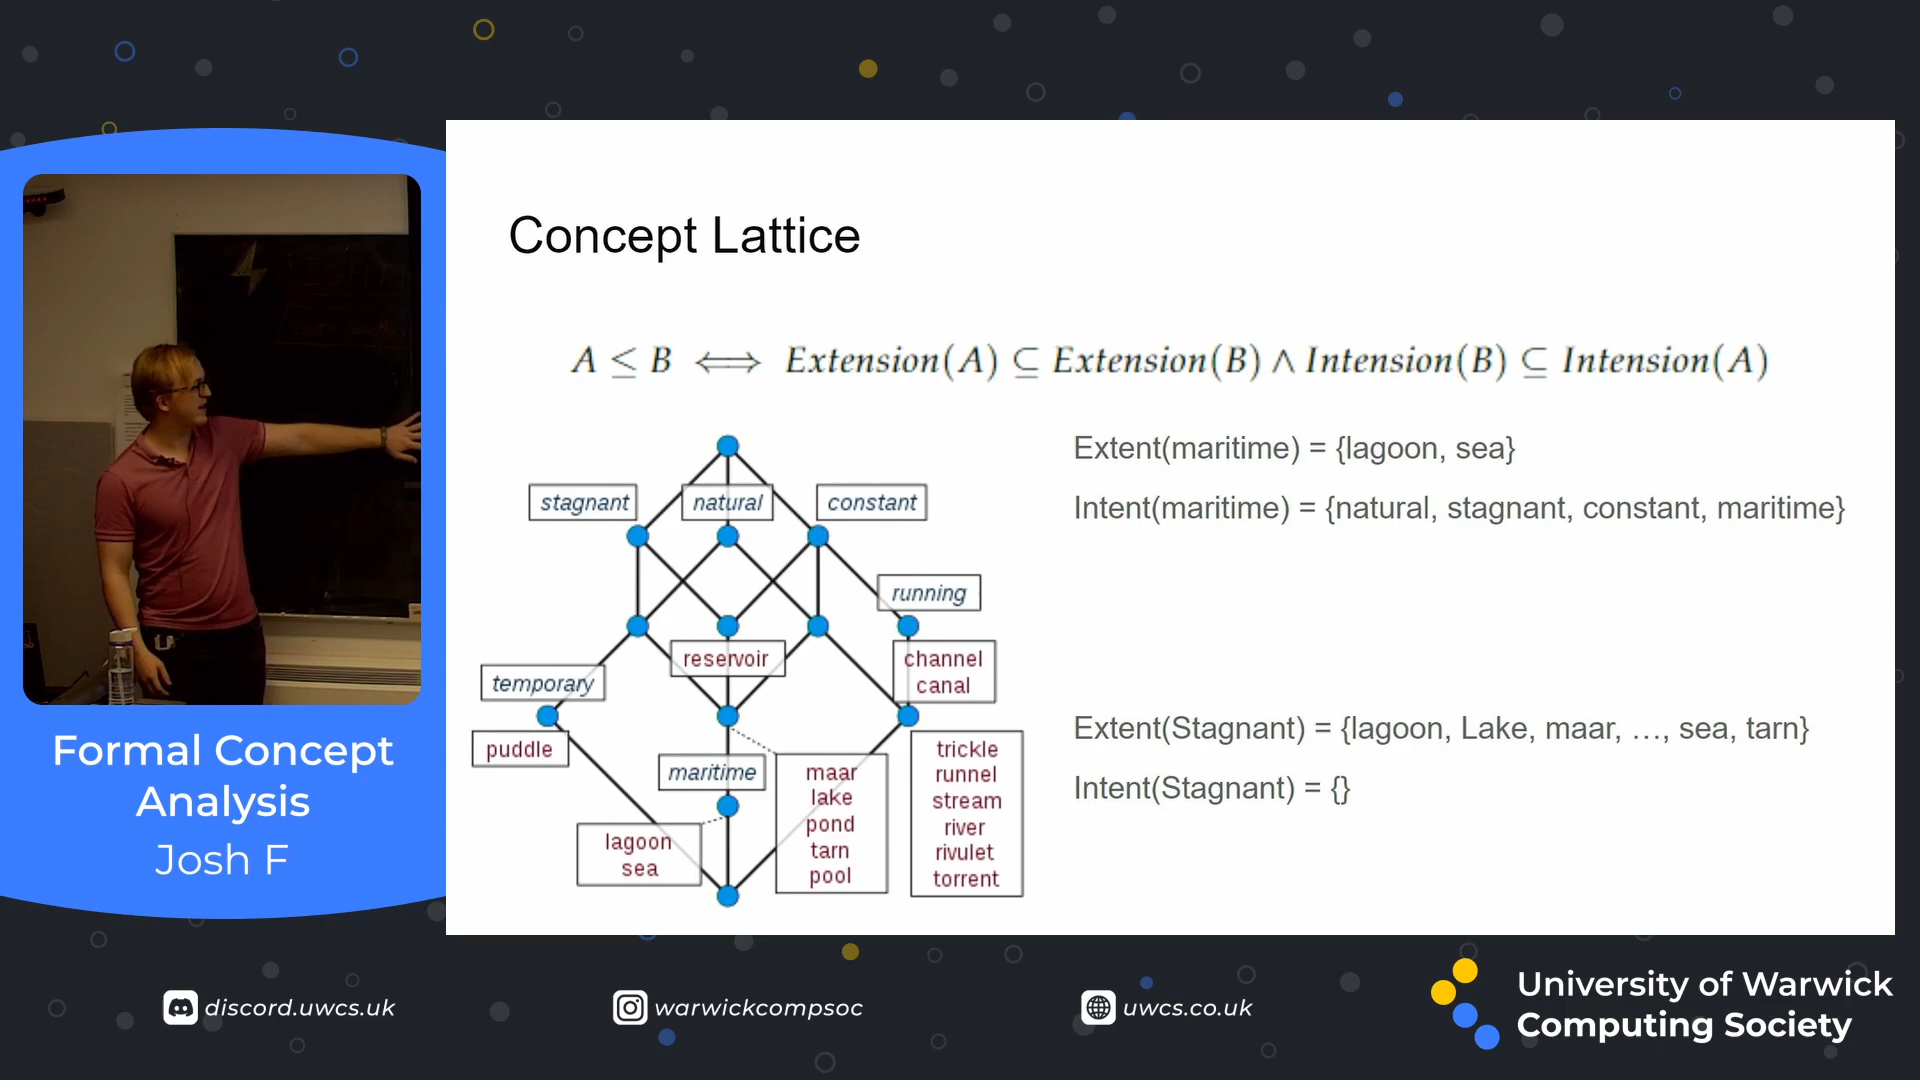 Concept Lattice
A ≤ B ⟺ Extension(A) ⊆ Extension(B) ∧ Intension(B) ⊆ Intension(A)
stagnant
natural
constant
running
reservoir
channel
canal
temporary
puddle
maritime
maar
lake
pond
tarn
pool
lagoon
sea
trickle
runnel
stream
river
rivulet
torrent
Extent(maritime) = {lagoon, sea}
Intent(maritime) = {natural, stagnant, constant, maritime}
Extent(Stagnant) = {lagoon, Lake, maar, …, sea, tarn}
Intent(Stagnant) = {}
Formal Concept
Analysis
Josh F
discord.uwcs.uk
warwickcompsoc
uwcs.co.uk
University of Warwick
Computing Society